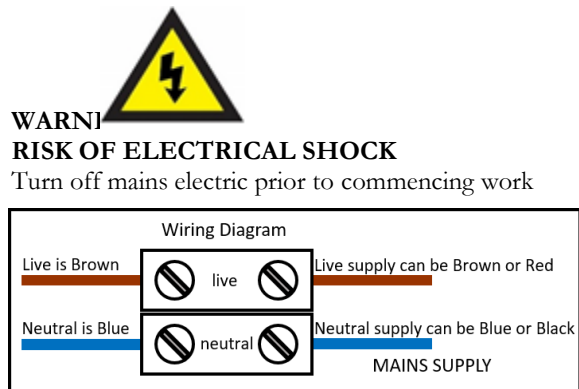 RISK OF ELECTRICAL SHOCK
Turn off mains electric prior to commencing work
Wiring Diagram
Live is Brown live Live supply can be Brown or Red
Neutral is Blue neutral Neutral supply can be Blue or Black
MAINS SUPPLY